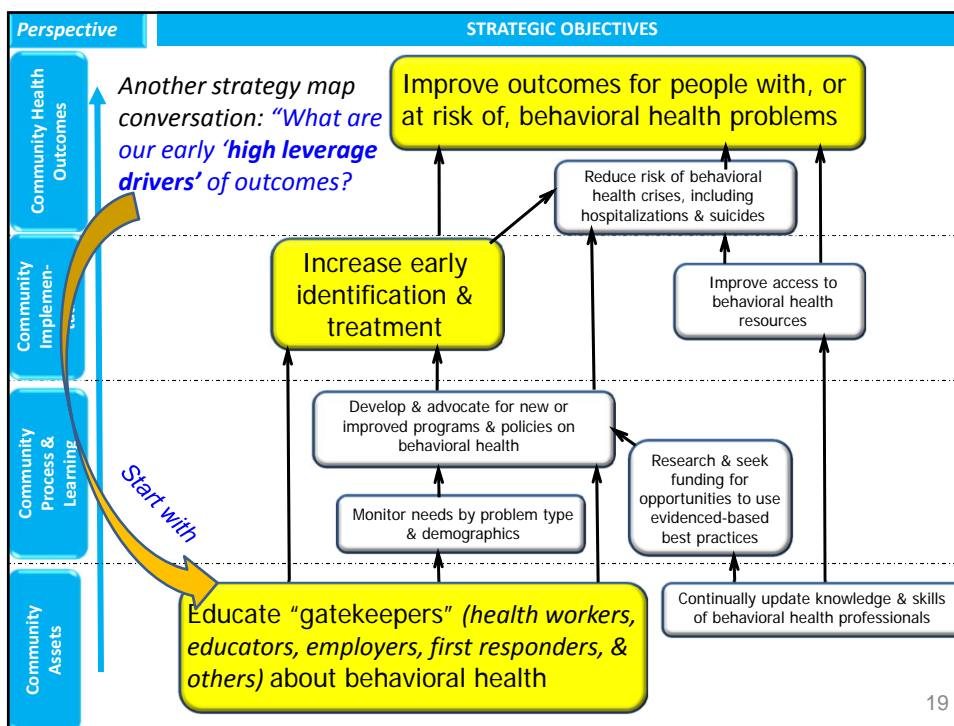 Perspective
STRATEGIC OBJECTIVES
Community Health
Outcomes
Another strategy map
conversation: "What are
our early 'high leverage
drivers' of outcomes?
Improve outcomes for people with, or
at risk of, behavioral health problems
Reduce risk of behavioral
health crises, including
hospitalizations & suicides
Community
Implemen-
Increase early
identification &
treatment
Improve access to
behavioral health
resources
Community
Process &
Learning
Develop & advocate for new or
improved programs & policies on
behavioral health
Research & seek
funding for
opportunities to use
evidenced-based
best practices
Monitor needs by problem type
& demographics
Start with
Community
Assets
Educate "gatekeepers" (health workers,
educators, employers, first responders, &
others) about behavioral health
Continually update knowledge & skills
of behavioral health professionals
19